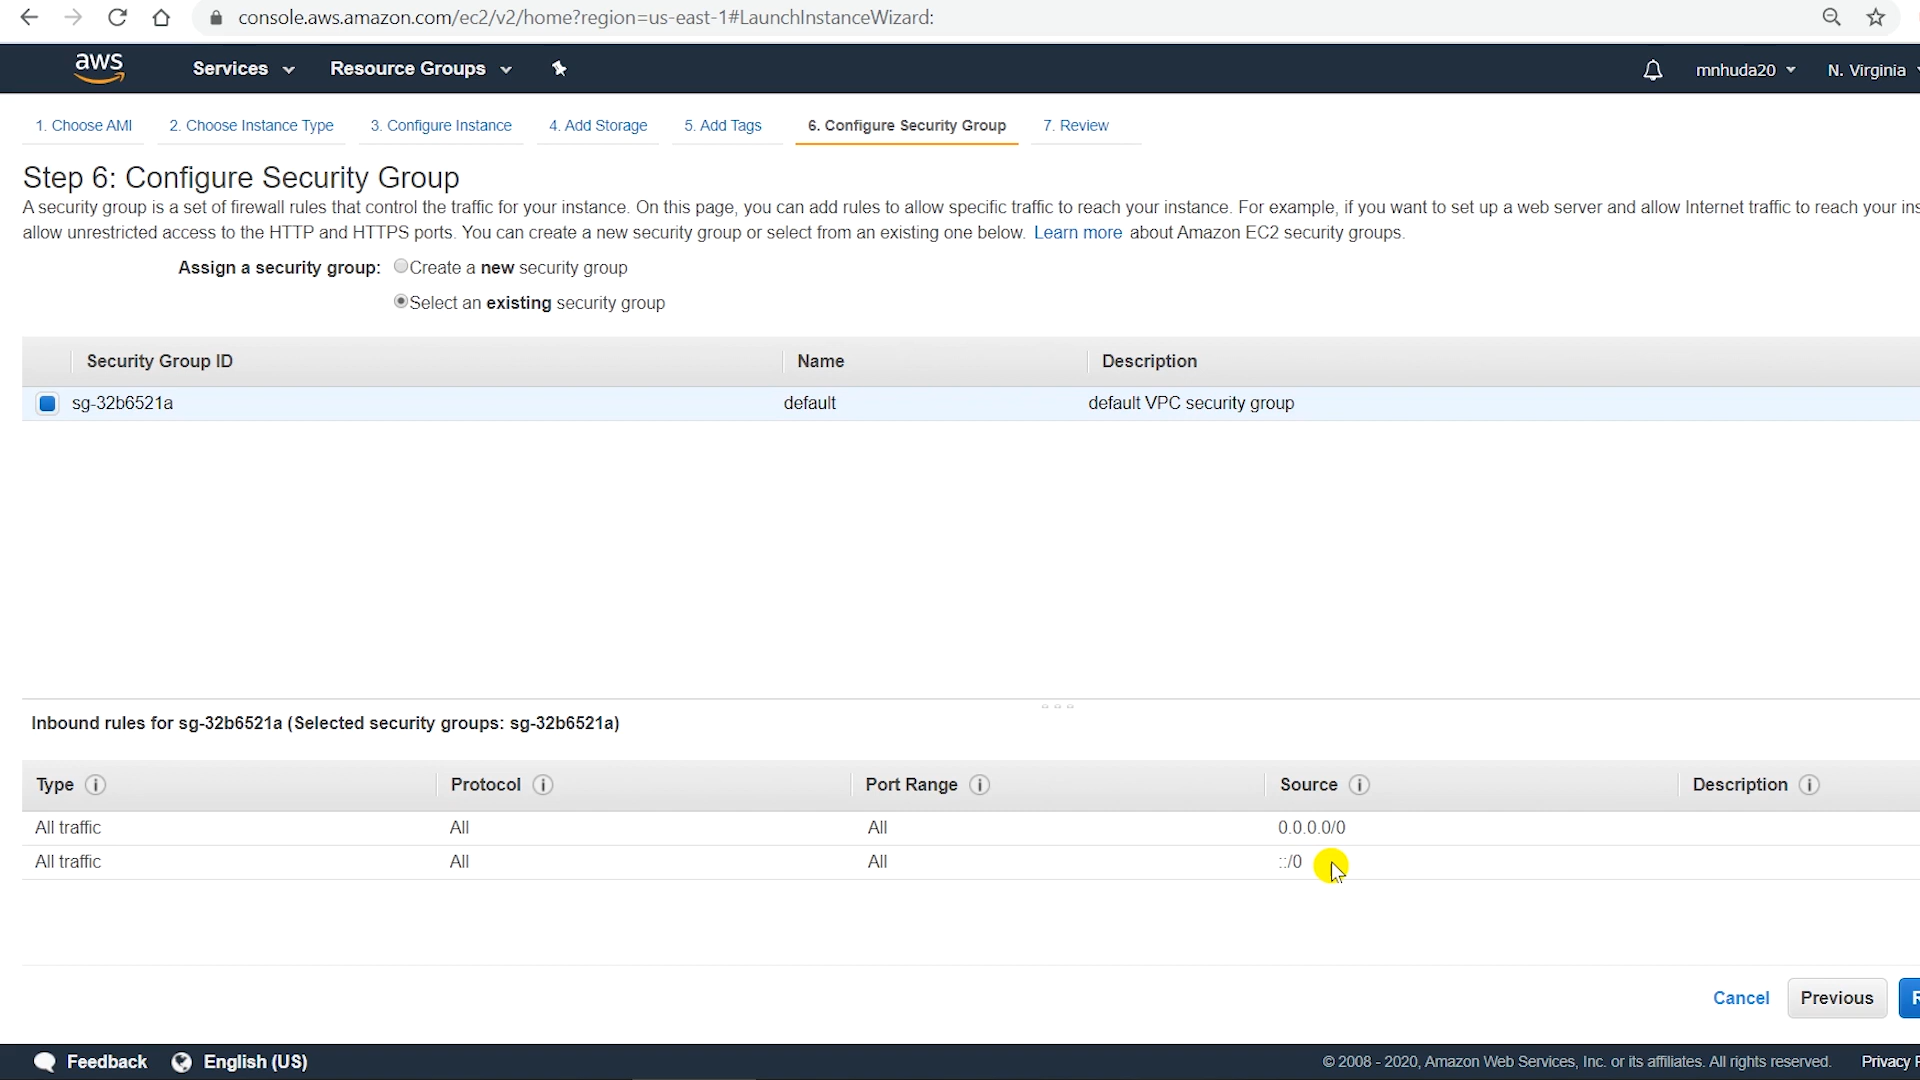 console.aws.amazon.com/ec2/v2/home?region=us-east-1#LaunchInstanceWizard:
aws Services Resource Groups mnhuda20 N. Virginia
1. Choose AMI 2. Choose Instance Type 3. Configure Instance 4. Add Storage 5. Add Tags 6. Configure Security Group 7. Review
Step 6: Configure Security Group
A security group is a set of firewall rules that control the traffic for your instance. On this page, you can add rules to allow specific traffic to reach your instance. For example, if you want to set up a web server and allow Internet traffic to reach your ins
allow unrestricted access to the HTTP and HTTPS ports. You can create a new security group or select from an existing one below. Learn more about Amazon EC2 security groups.
Assign a security group: Create a new security group
Select an existing security group
Security Group ID Name Description
sg-32b6521a default default VPC security group
Inbound rules for sg-32b6521a (Selected security groups: sg-32b6521a)
Type i Protocol i Port Range i Source i Description i
All traffic All All 0.0.0.0/0
All traffic All All ::/0
Cancel Previous R
Feedback English (US) © 2008 - 2020, Amazon Web Services, Inc. or its affiliates. All rights reserved. Privacy P